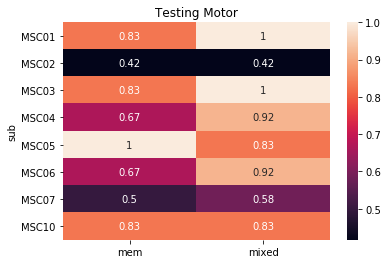 Testing Motor
sub
MSC01 0.83 1
MSC02 0.42 0.42
MSC03 0.83 1
MSC04 0.67 0.92
MSC05 1 0.83
MSC06 0.67 0.92
MSC07 0.5 0.58
MSC10 0.83 0.83
mem mixed
1.0
0.9
0.8
0.7
0.6
0.5